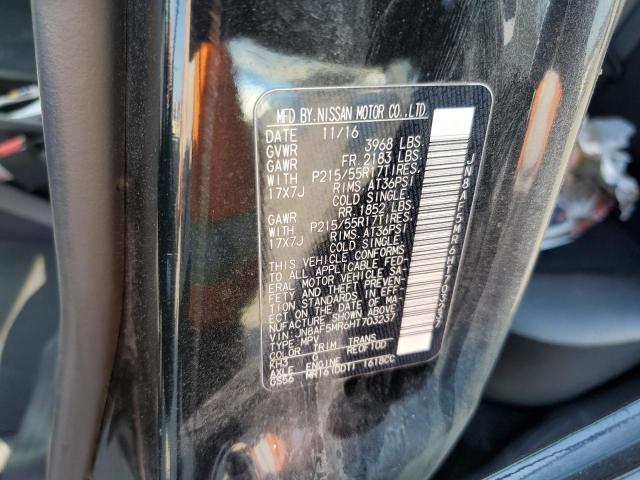 MFD BY.NISSAN MOTOR CO.,LTD.
DATE 11/16
GVWR 3968 LBS.
GAWR FR.2183 LBS.
WITH P215/55R17TIRES.
17X7J RIMS.AT36PSI
COLD SINGLE.
GAWR RR.1852 LBS.
WITH P215/55R17TIRES.
17X7J RIMS.AT36PSI
COLD SINGLE.
THIS VEHICLE CONFORMS
TO ALL APPLICABLE FED-
ERAL MOTOR VEHICLE SA-
FETY AND THEFT PREVEN-
TION STANDARDS IN EFF-
ECT ON THE DATE OF MA-
NUFACTURE SHOWN ABOVE
VIN:JN8AF5MR6HT703237
TYPE:MPV
COLOR TRIM TRANS
KH3 G RE0F10D
AXLE ENGINE
GS56 MR16(DDT) 1618CC